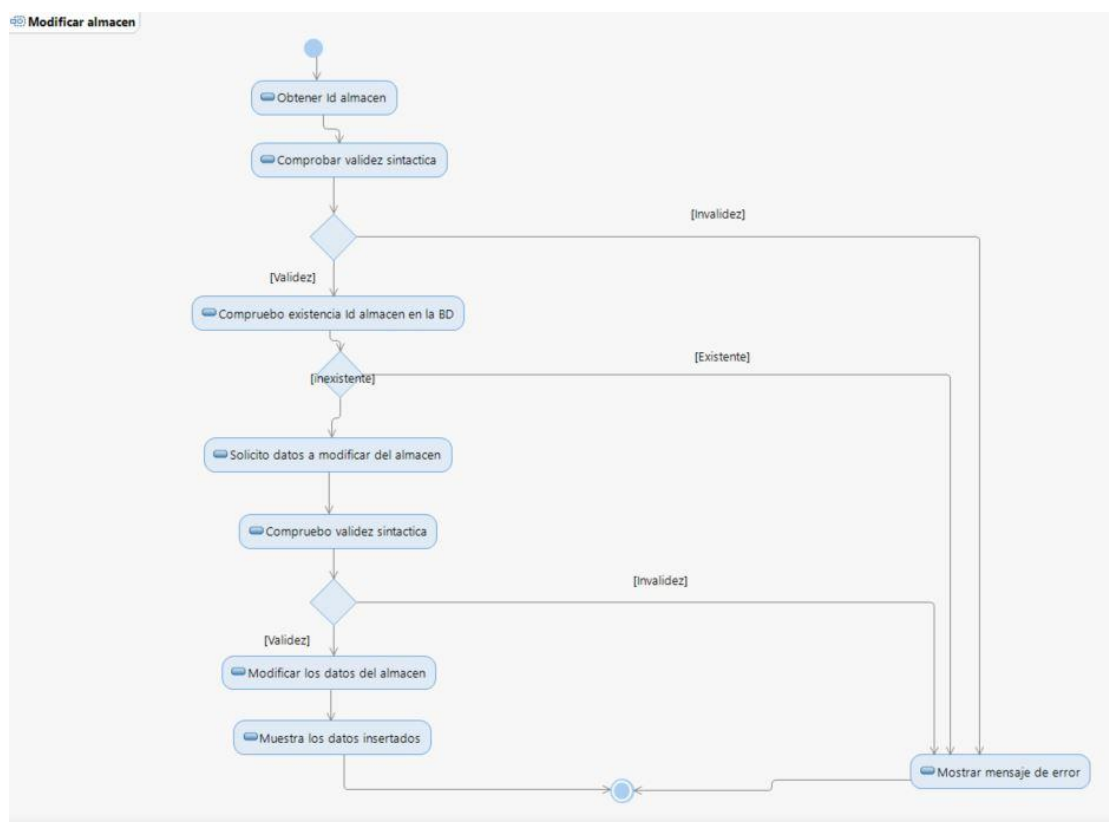 Modificar almacen
Obtener Id almacen
Comprobar validez sintactica
[Invalidez]
[Validez]
Compruebo existencia Id almacen en la BD
[Existente]
[inexistente]
Solicito datos a modificar del almacen
Compruebo validez sintactica
[Invalidez]
[Validez]
Modificar los datos del almacen
Muestra los datos insertados
Mostrar mensaje de error